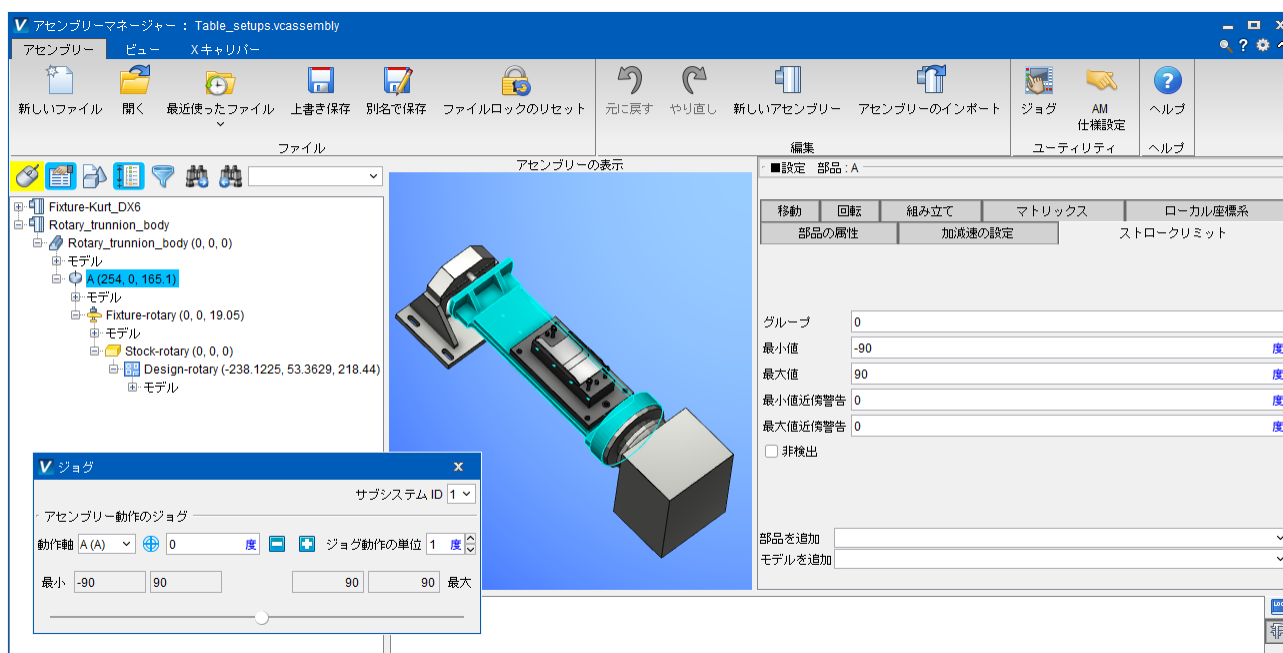 アセンブリーマネージャー : Table_setups.vcassembly
アセンブリー ビュー Xキャリパー
新しいファイル 開く 最近使ったファイル 上書き保存 別名で保存 ファイルロックのリセット 元に戻す やり直し 新しいアセンブリー アセンブリーのインポート ジョグ AM 仕様設定 ヘルプ
ファイル 編集 ユーティリティ ヘルプ
アセンブリーの表示
■設定 部品 : A
Fixture-Kurt_DX6
Rotary_trunnion_body
Rotary_trunnion_body (0, 0, 0)
モデル
A (254, 0, 165.1)
モデル
Fixture-rotary (0, 0, 19.05)
モデル
Stock-rotary (0, 0, 0)
Design-rotary (-238.1225, 53.3629, 218.44)
モデル
移動 回転 組み立て マトリックス ローカル座標系
部品の属性 加減速の設定 ストロークリミット
グループ 0
最小値 -90 度
最大値 90 度
最小値近傍警告 0 度
最大値近傍警告 0 度
非検出
部品を追加
モデルを追加
ジョグ x
サブシステム ID 1
アセンブリー動作のジョグ
動作軸 A (A) 0 度 ジョグ動作の単位 1 度
最小 -90 90 90 90 最大